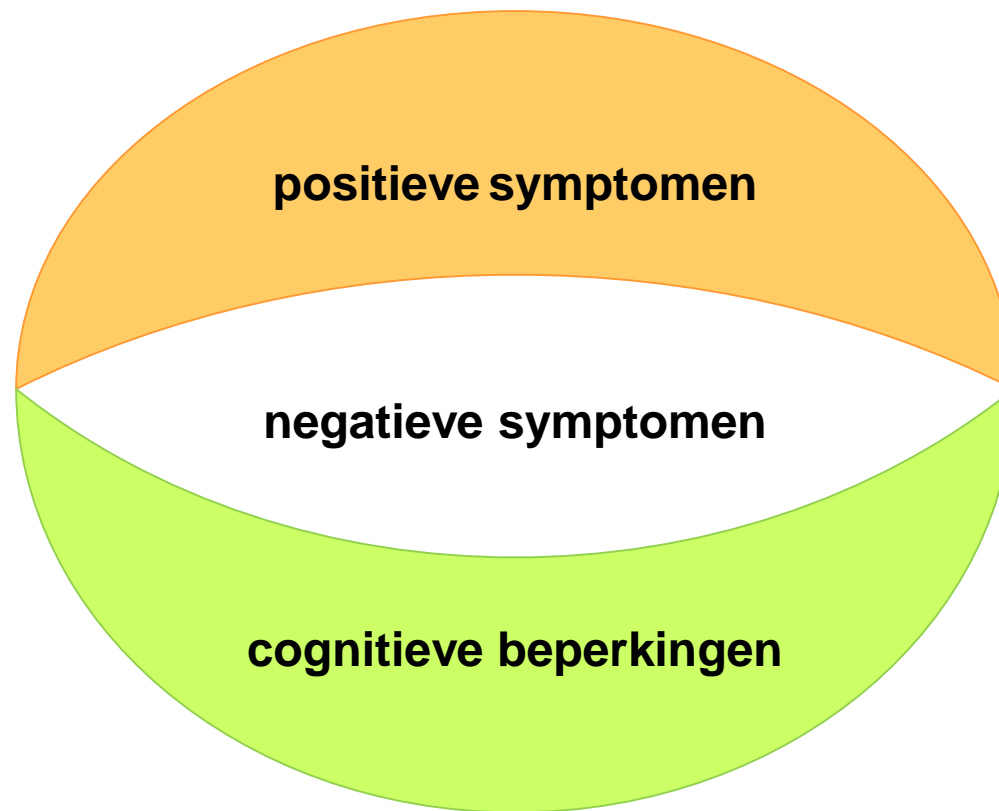 positieve symptomen
negatieve symptomen
cognitieve beperkingen